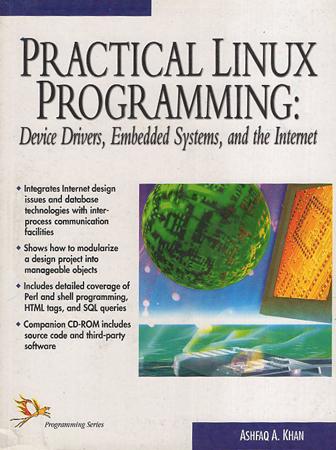 PRACTICAL LINUX
PROGRAMMING:
Device Drivers, Embedded Systems, and the Internet
Integrates Internet design
issues and database
technologies with inter-
process communication
facilities
Shows how to modularize
a design project into
manageable objects
Includes detailed coverage of
Perl and shell programming,
HTML tags, and SQL queries
Companion CD-ROM includes
source code and third-party
software
Programming Series
ASHFAQ A. KHAN